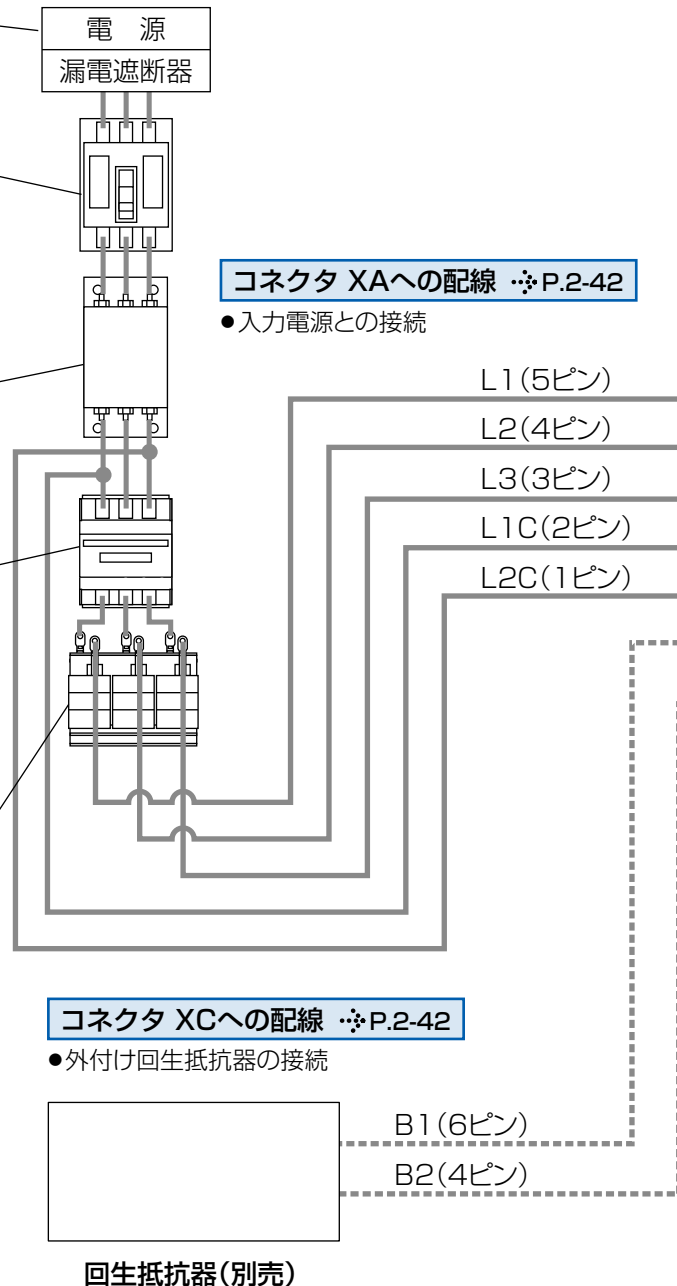 電 源
漏電遮断器
コネクタ XAへの配線 P.2-42
●入力電源との接続
L1(5ピン)
L2(4ピン)
L3(3ピン)
L1C(2ピン)
L2C(1ピン)
コネクタ XCへの配線 P.2-42
●外付け回生抵抗器の接続
B1(6ピン)
B2(4ピン)
回生抵抗器(別売)